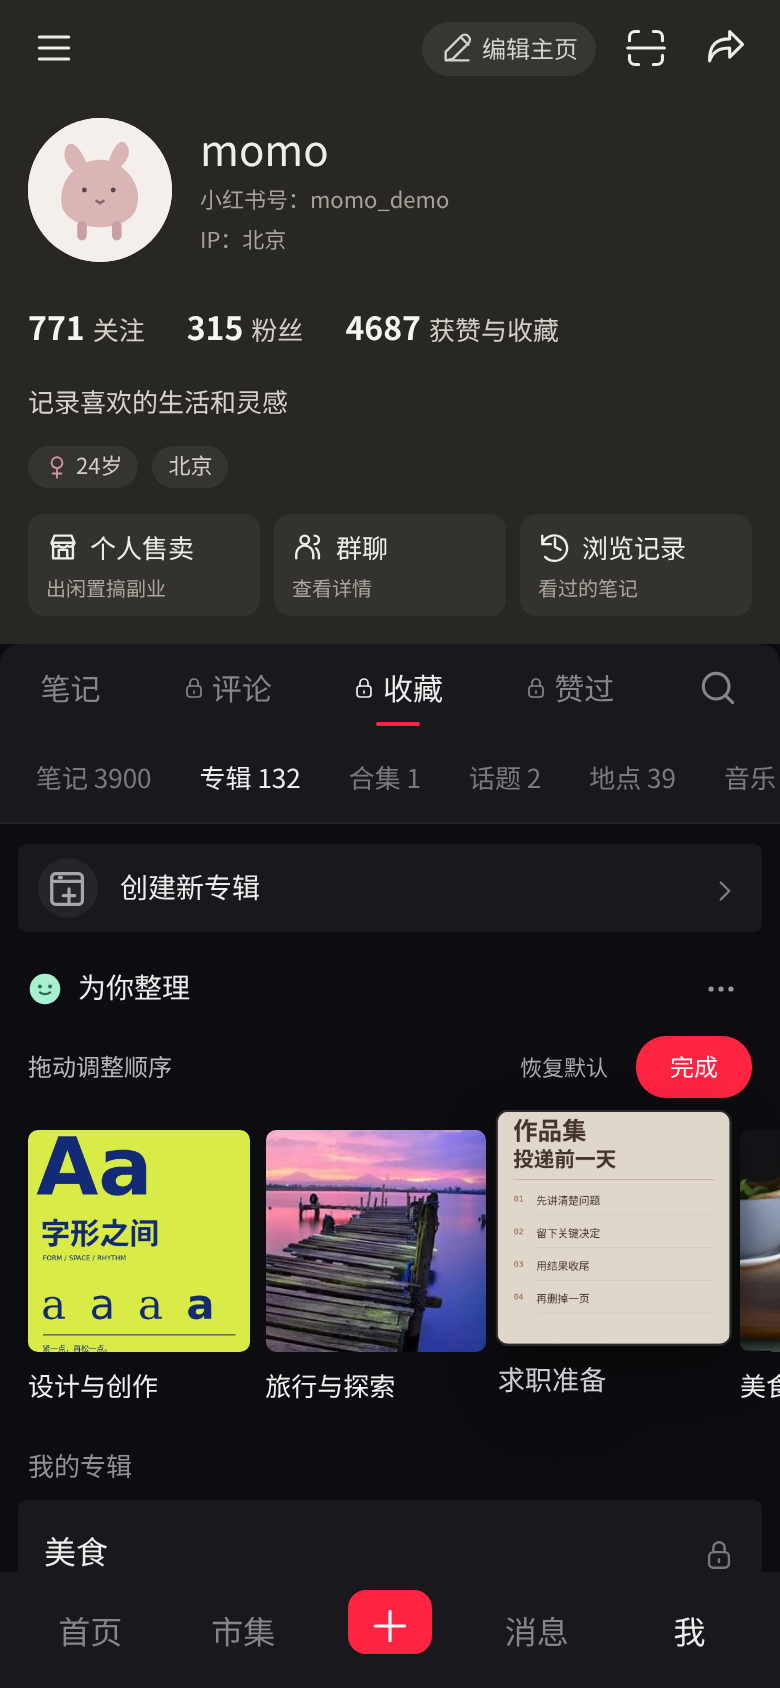 编辑主页
momo
小红书号：momo_demo
IP：北京
771 关注 315 粉丝 4687 获赞与收藏
记录喜欢的生活和灵感
24岁 北京
个人售卖 群聊 浏览记录
出闲置搞副业 查看详情 看过的笔记
笔记 评论 收藏 赞过
笔记 3900 专辑 132 合集 1 话题 2 地点 39 音乐
创建新专辑
为你整理
拖动调整顺序 恢复默认 完成
Aa
字形之间
FORM / SPACE / RHYTHM
a a a a
紧一点，再松一点。
作品集
投递前一天
01 先讲清楚问题
02 留下关键决定
03 用结果收尾
04 再删掉一页
设计与创作 旅行与探索 求职准备 美食
我的专辑
美食
首页 市集 消息 我